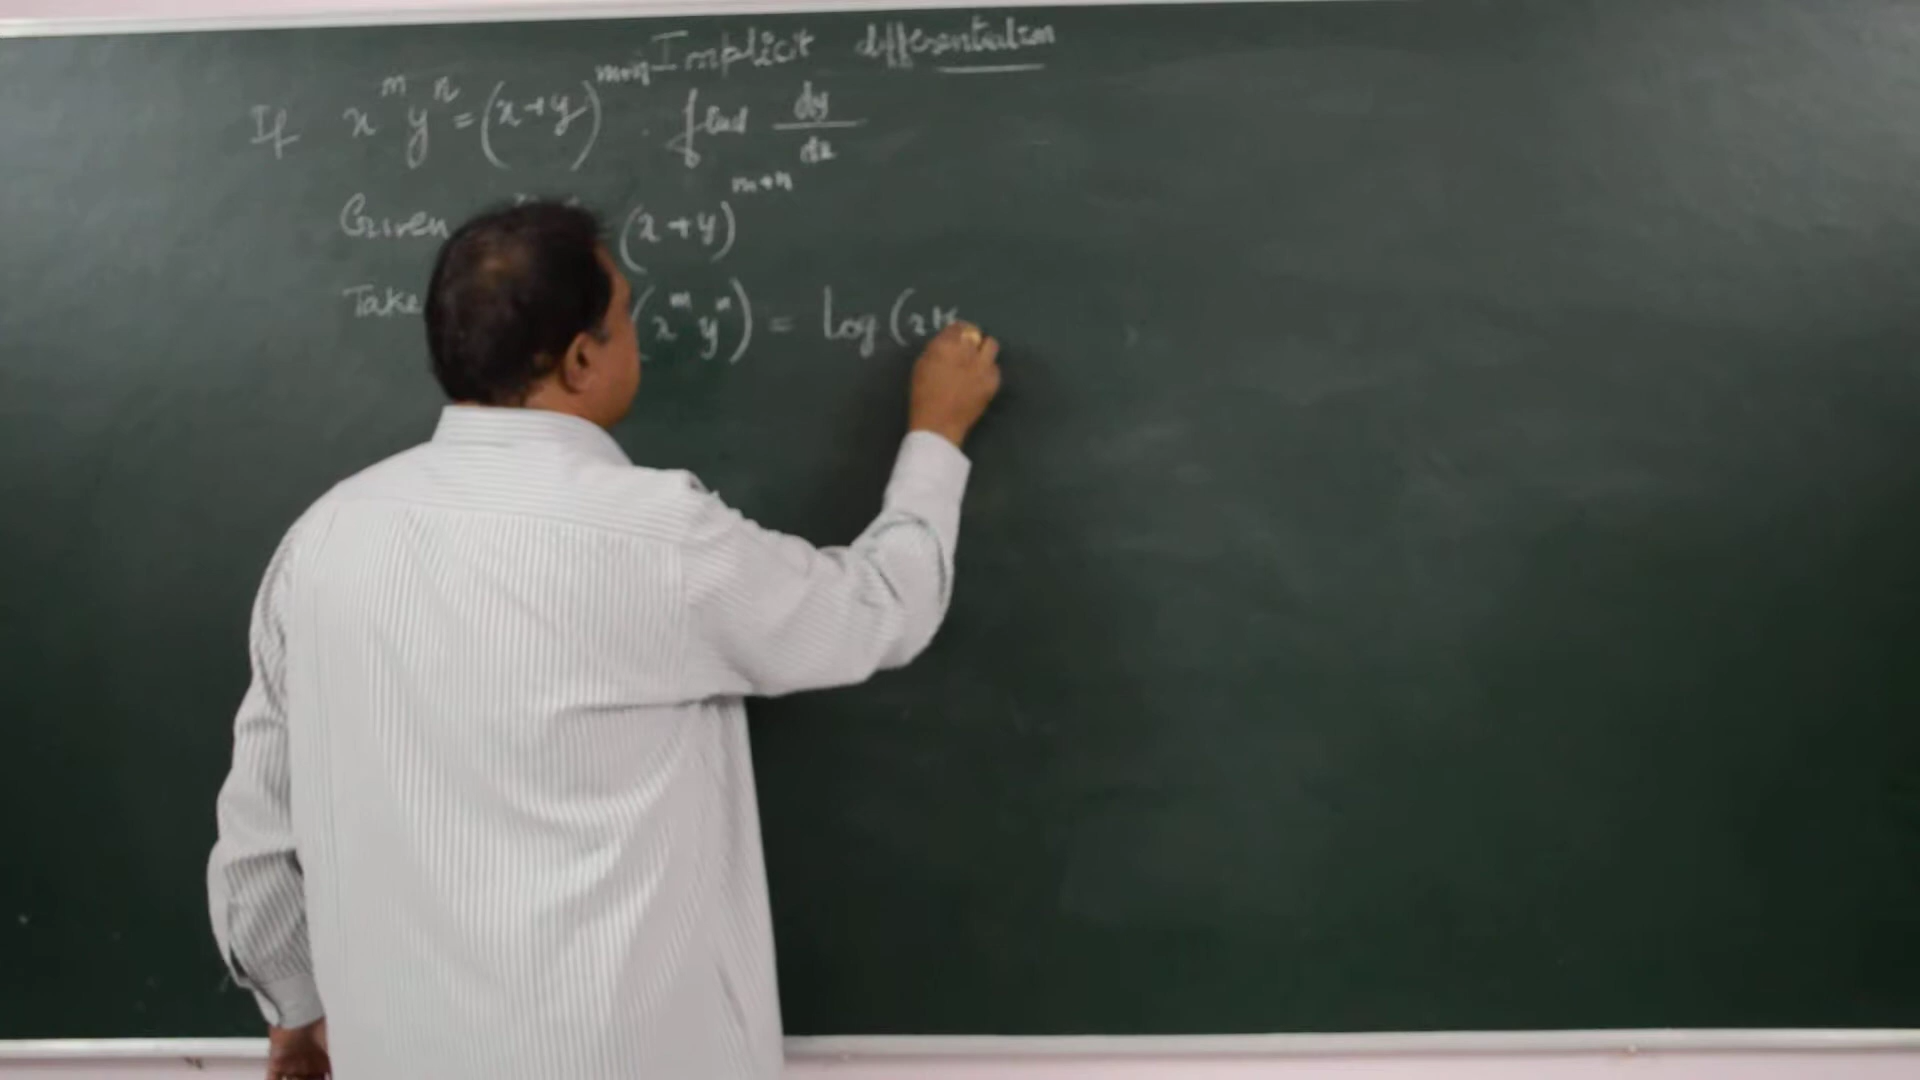 Implicit differentiation
If x^m y^n = (x+y)^{m+n} . find dy/dx
Given (x+y)^{m+n}
Take (x^m y^n) = log (x+